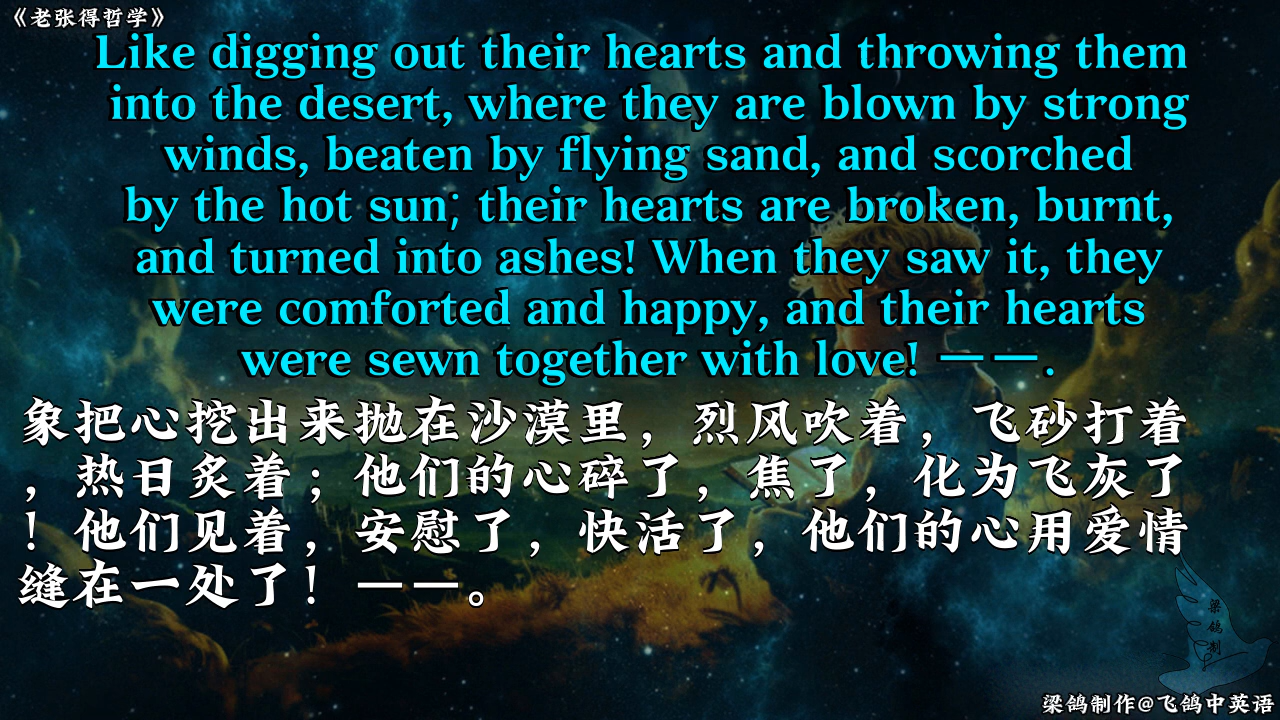 《老张得哲学》
Like digging out their hearts and throwing them
into the desert, where they are blown by strong
winds, beaten by flying sand, and scorched
by the hot sun; their hearts are broken, burnt,
and turned into ashes! When they saw it, they
were comforted and happy, and their hearts
were sewn together with love! ——.
象把心挖出来抛在沙漠里，烈风吹着，飞砂打着
，热日炙着；他们的心碎了，焦了，化为飞灰了
！他们见着，安慰了，快活了，他们的心用爱情
缝在一处了！——。
梁鸽制
梁鸽制作@飞鸽中英语